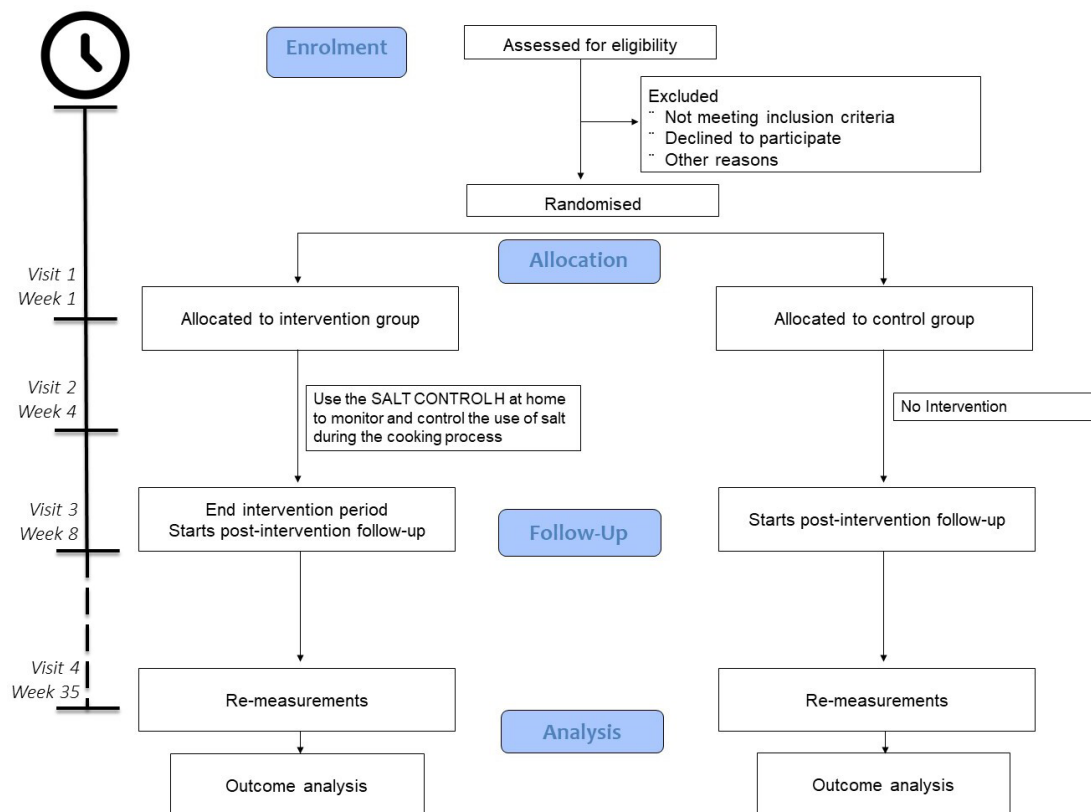 Enrolment
Assessed for eligibility
Excluded
¨ Not meeting inclusion criteria
¨ Declined to participate
¨ Other reasons
Randomised
Allocation
Visit 1
Week 1
Allocated to intervention group
Allocated to control group
Visit 2
Week 4
Use the SALT CONTROL H at home
to monitor and control the use of salt
during the cooking process
No Intervention
Visit 3
Week 8
End intervention period
Starts post-intervention follow-up
Follow-Up
Starts post-intervention follow-up
Visit 4
Week 35
Re-measurements
Re-measurements
Analysis
Outcome analysis
Outcome analysis